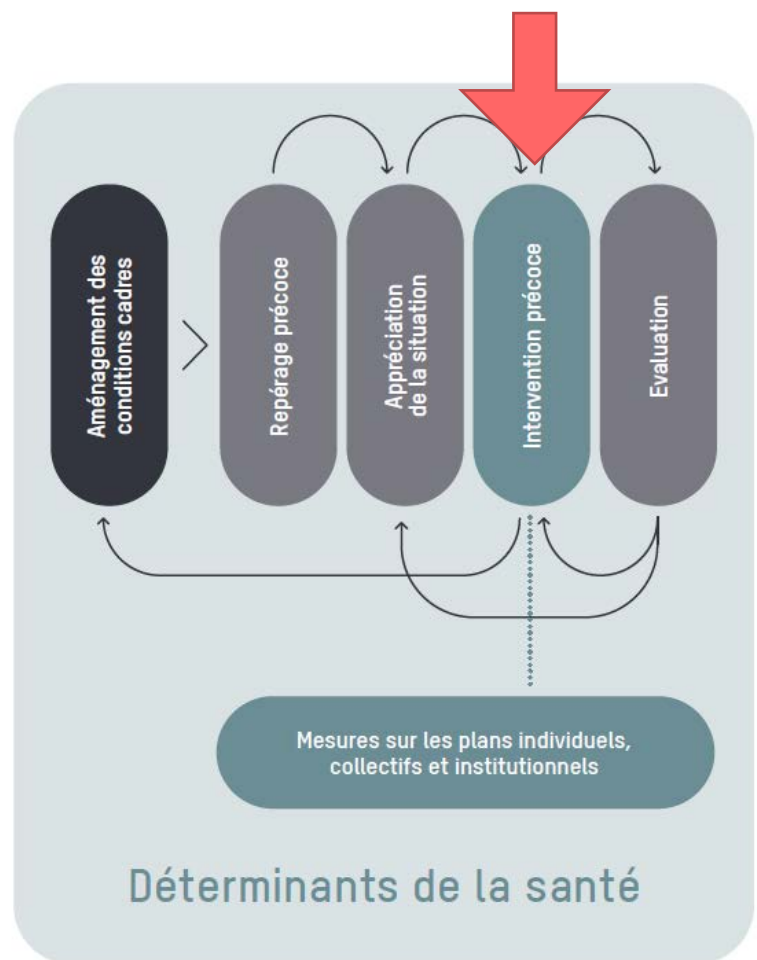 Aménagement des
conditions cadres
Repérage précoce
Appréciation
de la situation
Intervention précoce
Evaluation
Mesures sur les plans individuels,
collectifs et institutionnels
Déterminants de la santé